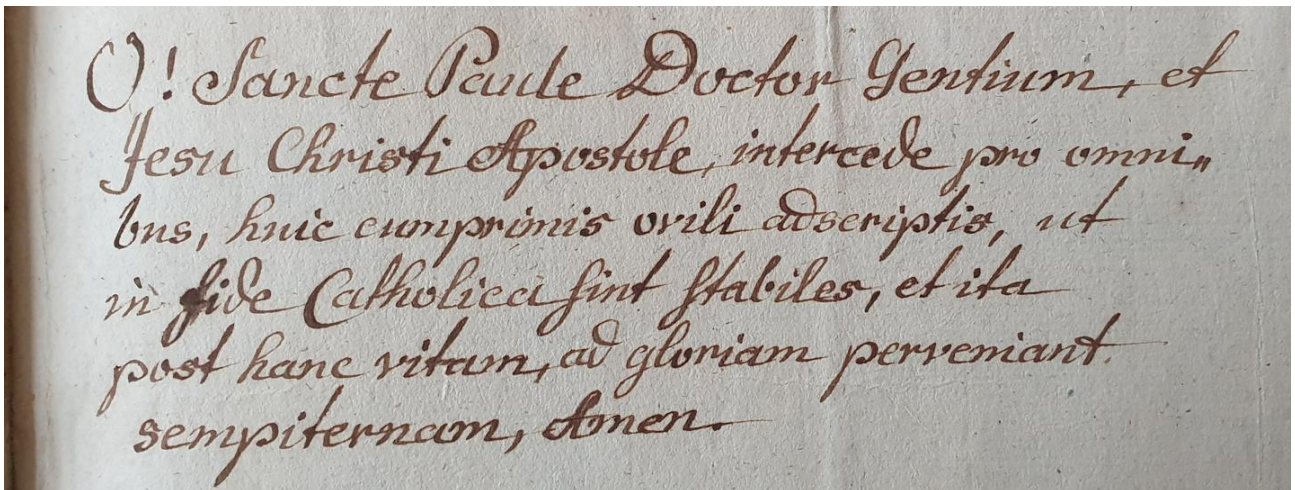 O! Sancte Paule Doctor Gentium, et
Jesu Christi Apostole, intercede pro omni„
bus, huic cumprimis ovili adscriptis, ut
in fide Catholica sint stabiles, et ita
post hanc vitam, ad gloriam perveniant
sempiternam, Amen.